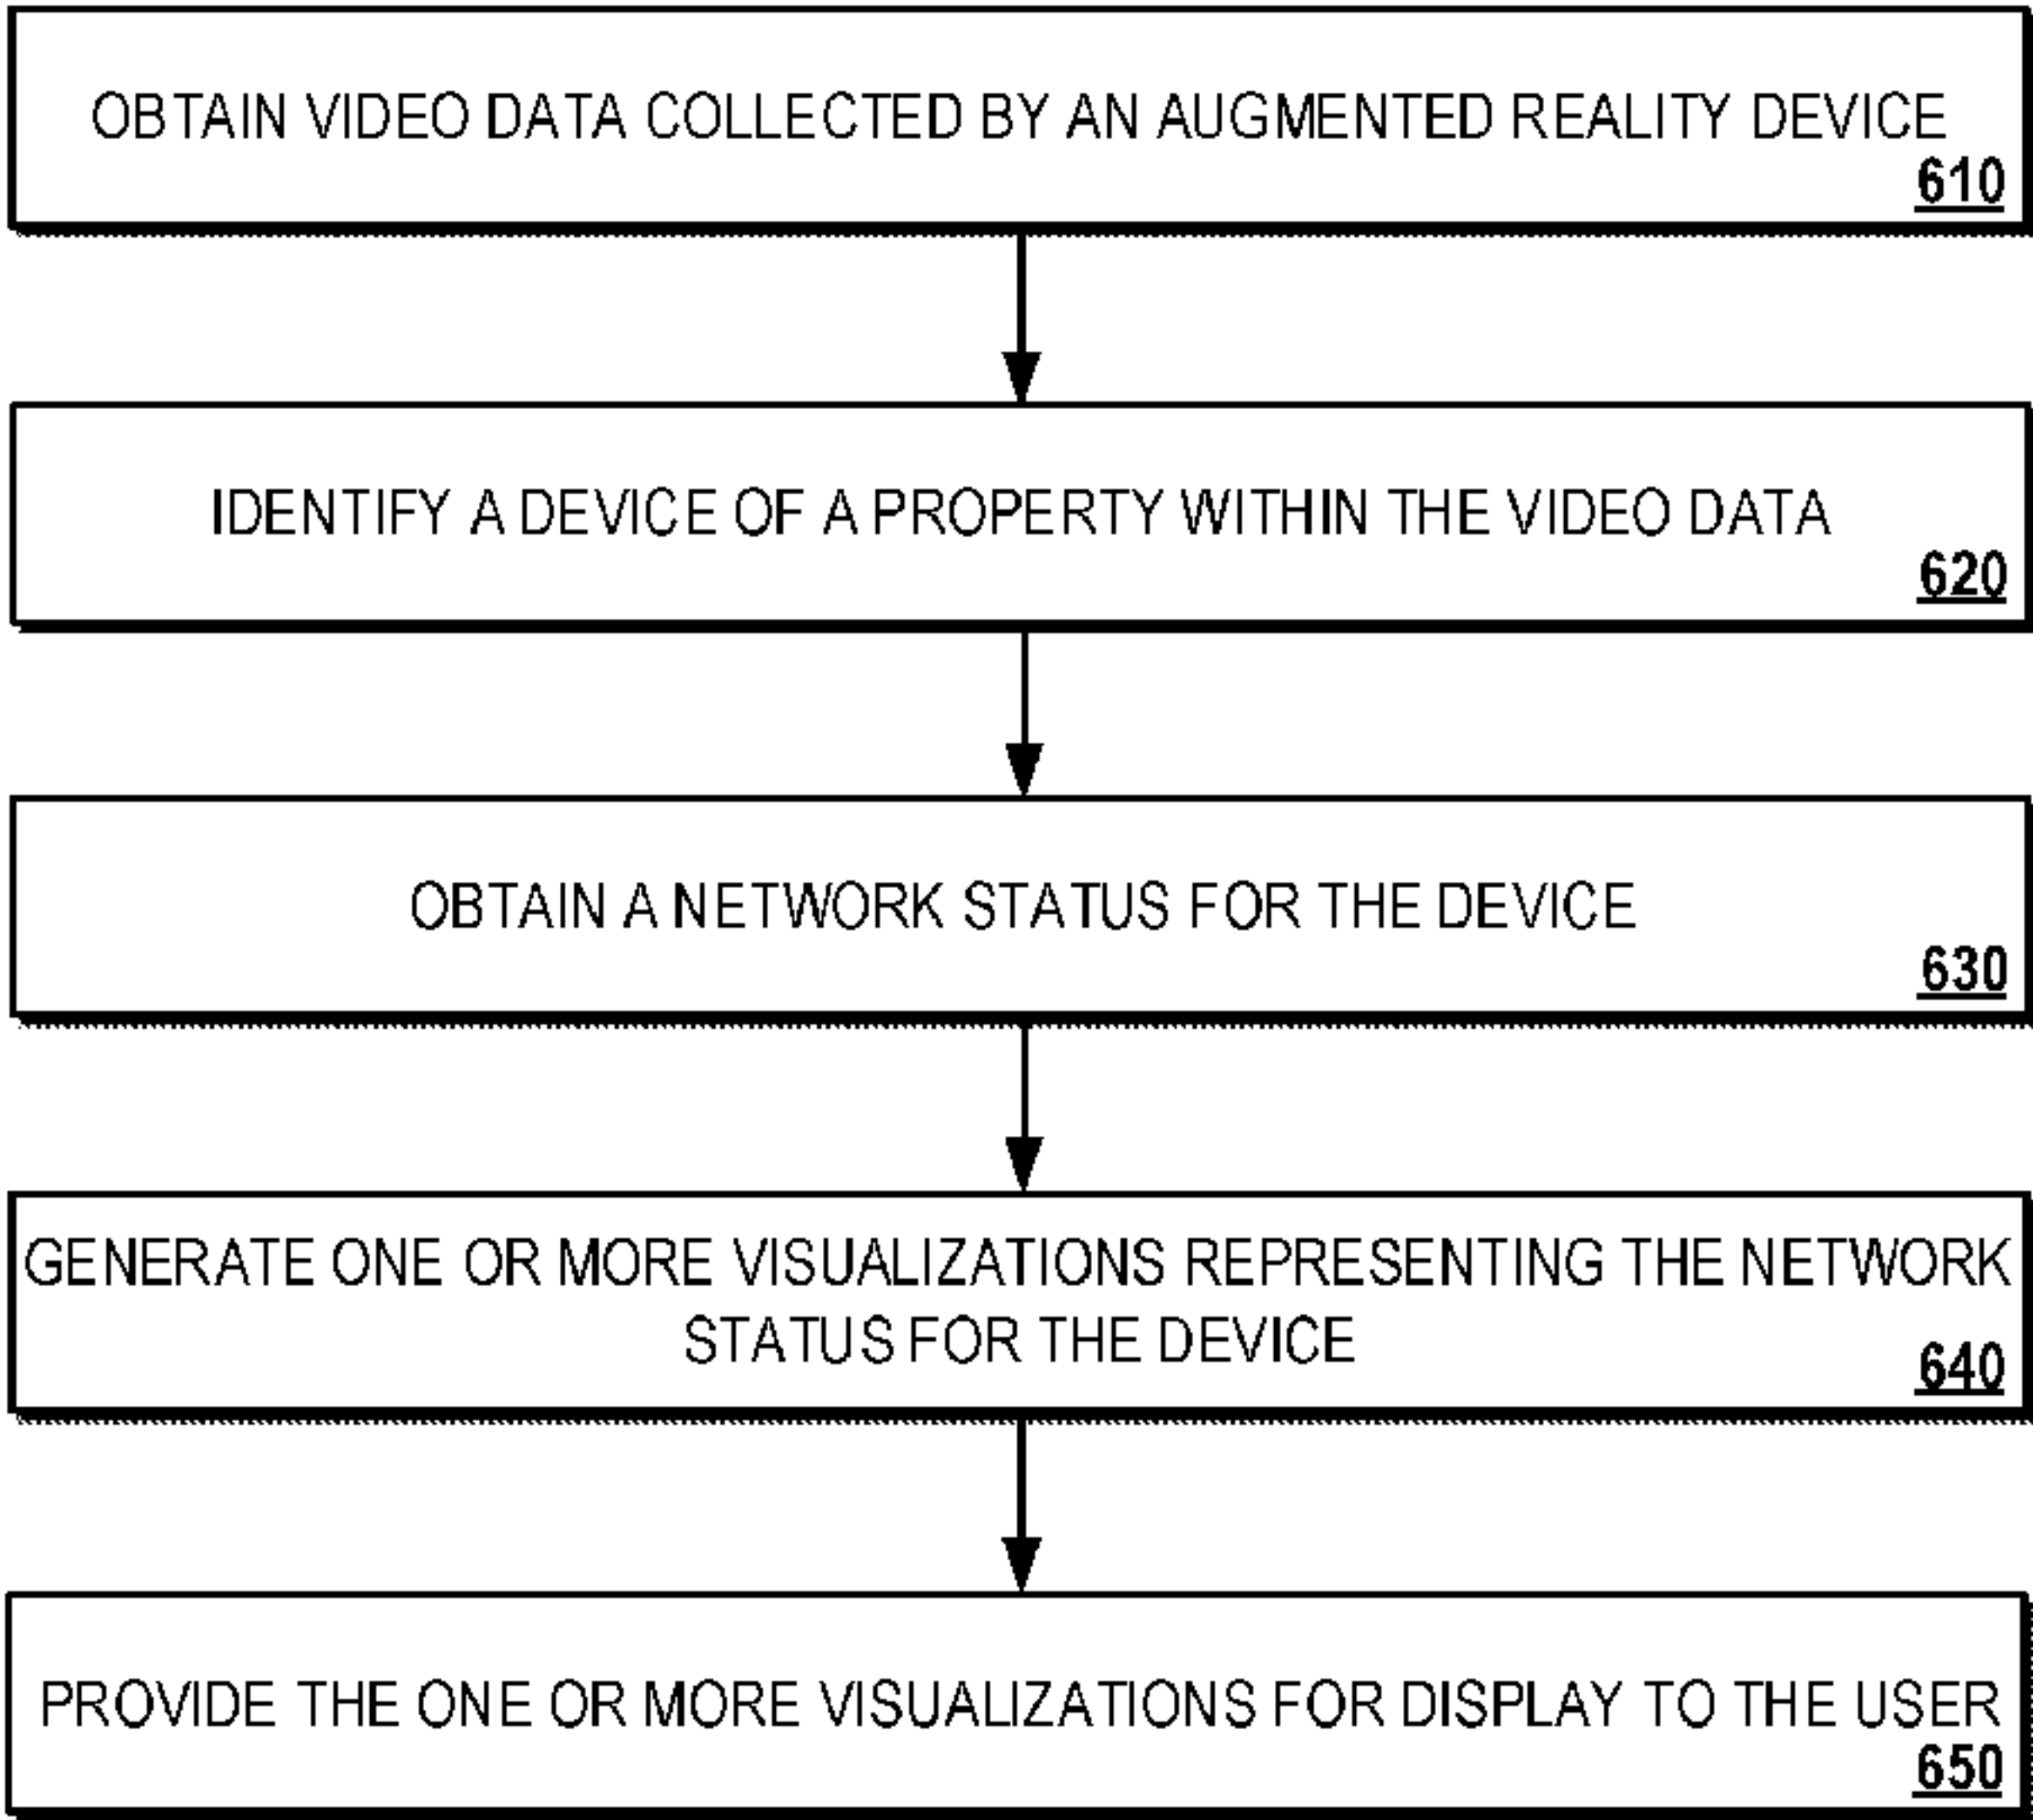 OBTAIN VIDEO DATA COLLECTED BY AN AUGMENTED REALITY DEVICE
610
IDENTIFY A DEVICE OF A PROPERTY WITHIN THE VIDEO DATA
620
OBTAIN A NETWORK STATUS FOR THE DEVICE
630
GENERATE ONE OR MORE VISUALIZATIONS REPRESENTING THE NETWORK
STATUS FOR THE DEVICE
640
PROVIDE THE ONE OR MORE VISUALIZATIONS FOR DISPLAY TO THE USER
650